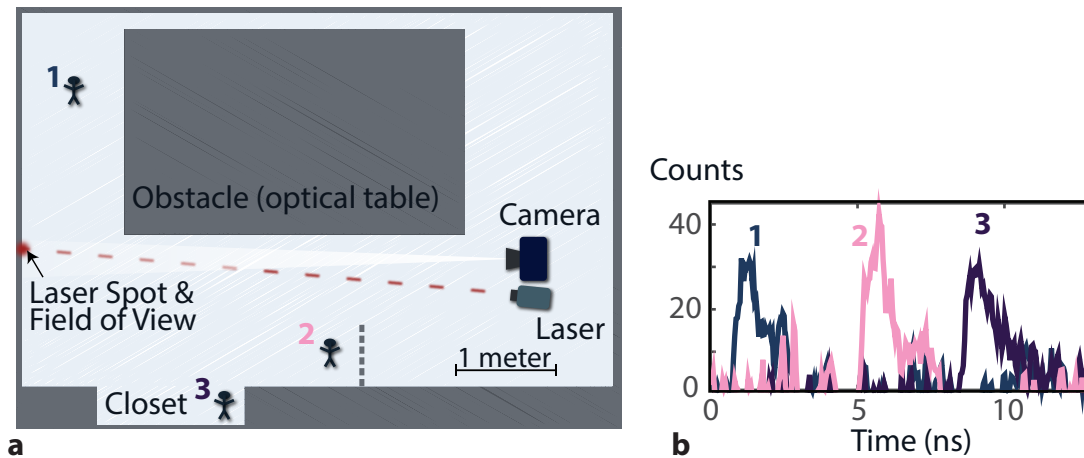 1
Obstacle (optical table)
Camera
Laser Spot &
Field of View
Laser
2
1 meter
Closet 3
a
Counts
40
20
0
1
2
3
0
5
10
Time (ns)
b